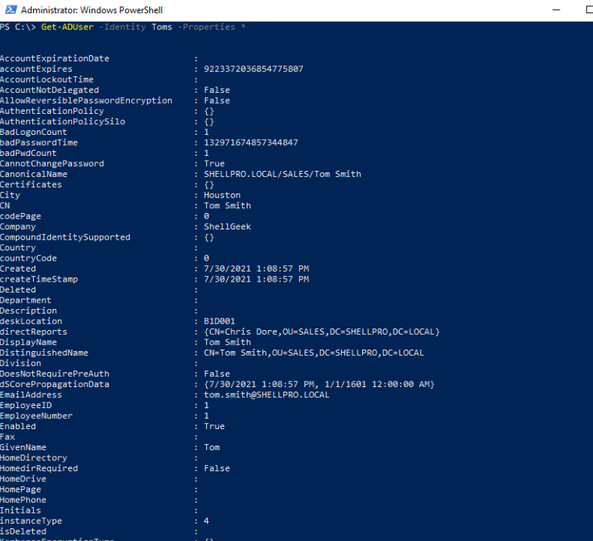 Administrator: Windows PowerShell
PS C:\> Get-ADUser -Identity Toms -Properties *
AccountExpirationDate :
accountExpires : 9223372036854775807
AccountLockoutTime :
AccountNotDelegated : False
AllowReversiblePasswordEncryption : False
AuthenticationPolicy : {}
AuthenticationPolicySilo : {}
BadLogonCount : 1
badPasswordTime : 132971674857344847
badPwdCount : 1
CannotChangePassword : True
CanonicalName : SHELLPRO.LOCAL/SALES/Tom Smith
Certificates : {}
City : Houston
CN : Tom Smith
codePage : 0
Company : ShellGeek
CompoundIdentitySupported : {}
Country :
countryCode : 0
Created : 7/30/2021 1:08:57 PM
createTimeStamp : 7/30/2021 1:08:57 PM
Deleted :
Department :
Description :
deskLocation : B1D001
directReports : {CN=Chris Dore,OU=SALES,DC=SHELLPRO,DC=LOCAL}
DisplayName : Tom Smith
DistinguishedName : CN=Tom Smith,OU=SALES,DC=SHELLPRO,DC=LOCAL
Division :
DoesNotRequirePreAuth : False
dSCorePropagationData : {7/30/2021 1:08:57 PM, 1/1/1601 12:00:00 AM}
EmailAddress : tom.smith@SHELLPRO.LOCAL
EmployeeID : 1
EmployeeNumber : 1
Enabled : True
Fax :
GivenName : Tom
HomeDirectory :
HomedirRequired : False
HomeDrive :
HomePage :
HomePhone :
Initials :
instanceType : 4
isDeleted :